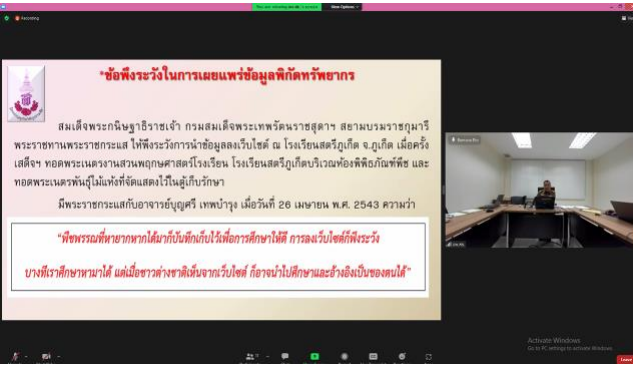 More Options
Recording
*ข้อพึงระวังในการเผยแพร่ข้อมูลพิกัดทรัพยากร
สมเด็จพระกนิษฐาธิราชเจ้า กรมสมเด็จพระเทพรัตนราชสุดาฯ สยามบรมราชกุมารี
พระราชทานพระราชกระแส ให้พึงระวังการนำข้อมูลลงเว็บไซต์ ณ โรงเรียนสตรีภูเก็ต จ.ภูเก็ต เมื่อครั้ง
เสด็จฯ ทอดพระเนตรงานสวนพฤกษศาสตร์โรงเรียน โรงเรียนสตรีภูเก็ตบริเวณห้องพิพิธภัณฑ์พืช และ
ทอดพระเนตรพันธุ์ไม้แห้งที่จัดแสดงไว้ในตู้เก็บรักษา
มีพระราชกระแสกับอาจารย์บุญศรี เทพบำรุง เมื่อวันที่ 26 เมษายน พ.ศ. 2543 ความว่า
"พืชพรรณที่หายากหากได้มาก็บันทึกเก็บไว้เพื่อการศึกษาให้ดี การลงเว็บไซต์ก็พึงระวัง
บางทีเราศึกษาหามาได้ แต่เมื่อชาวต่างชาติเห็นจากเว็บไซต์ ก็อาจนำไปศึกษาและอ้างอิงเป็นของตนได้"
Activate Windows
Go to PC settings to activate Windows.
Leave